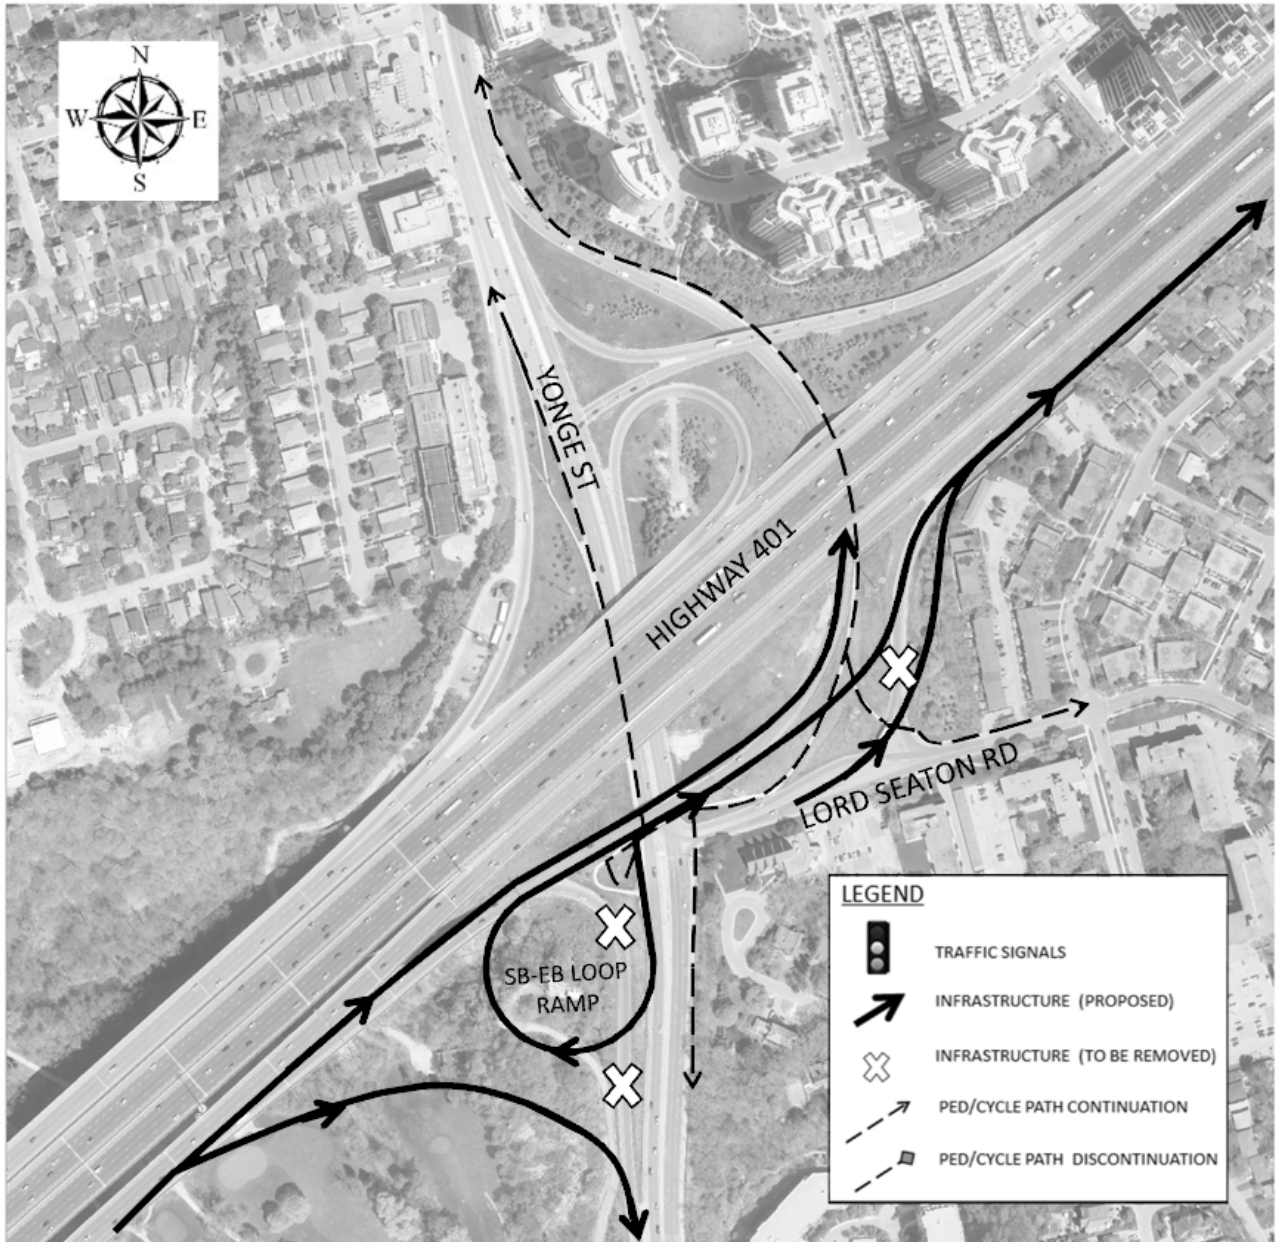 N
W E
S
YONGE ST
HIGHWAY 401
LORD SEATON RD
SB-EB LOOP
RAMP
LEGEND
TRAFFIC SIGNALS
INFRASTRUCTURE (PROPOSED)
INFRASTRUCTURE (TO BE REMOVED)
PED/CYCLE PATH CONTINUATION
PED/CYCLE PATH DISCONTINUATION